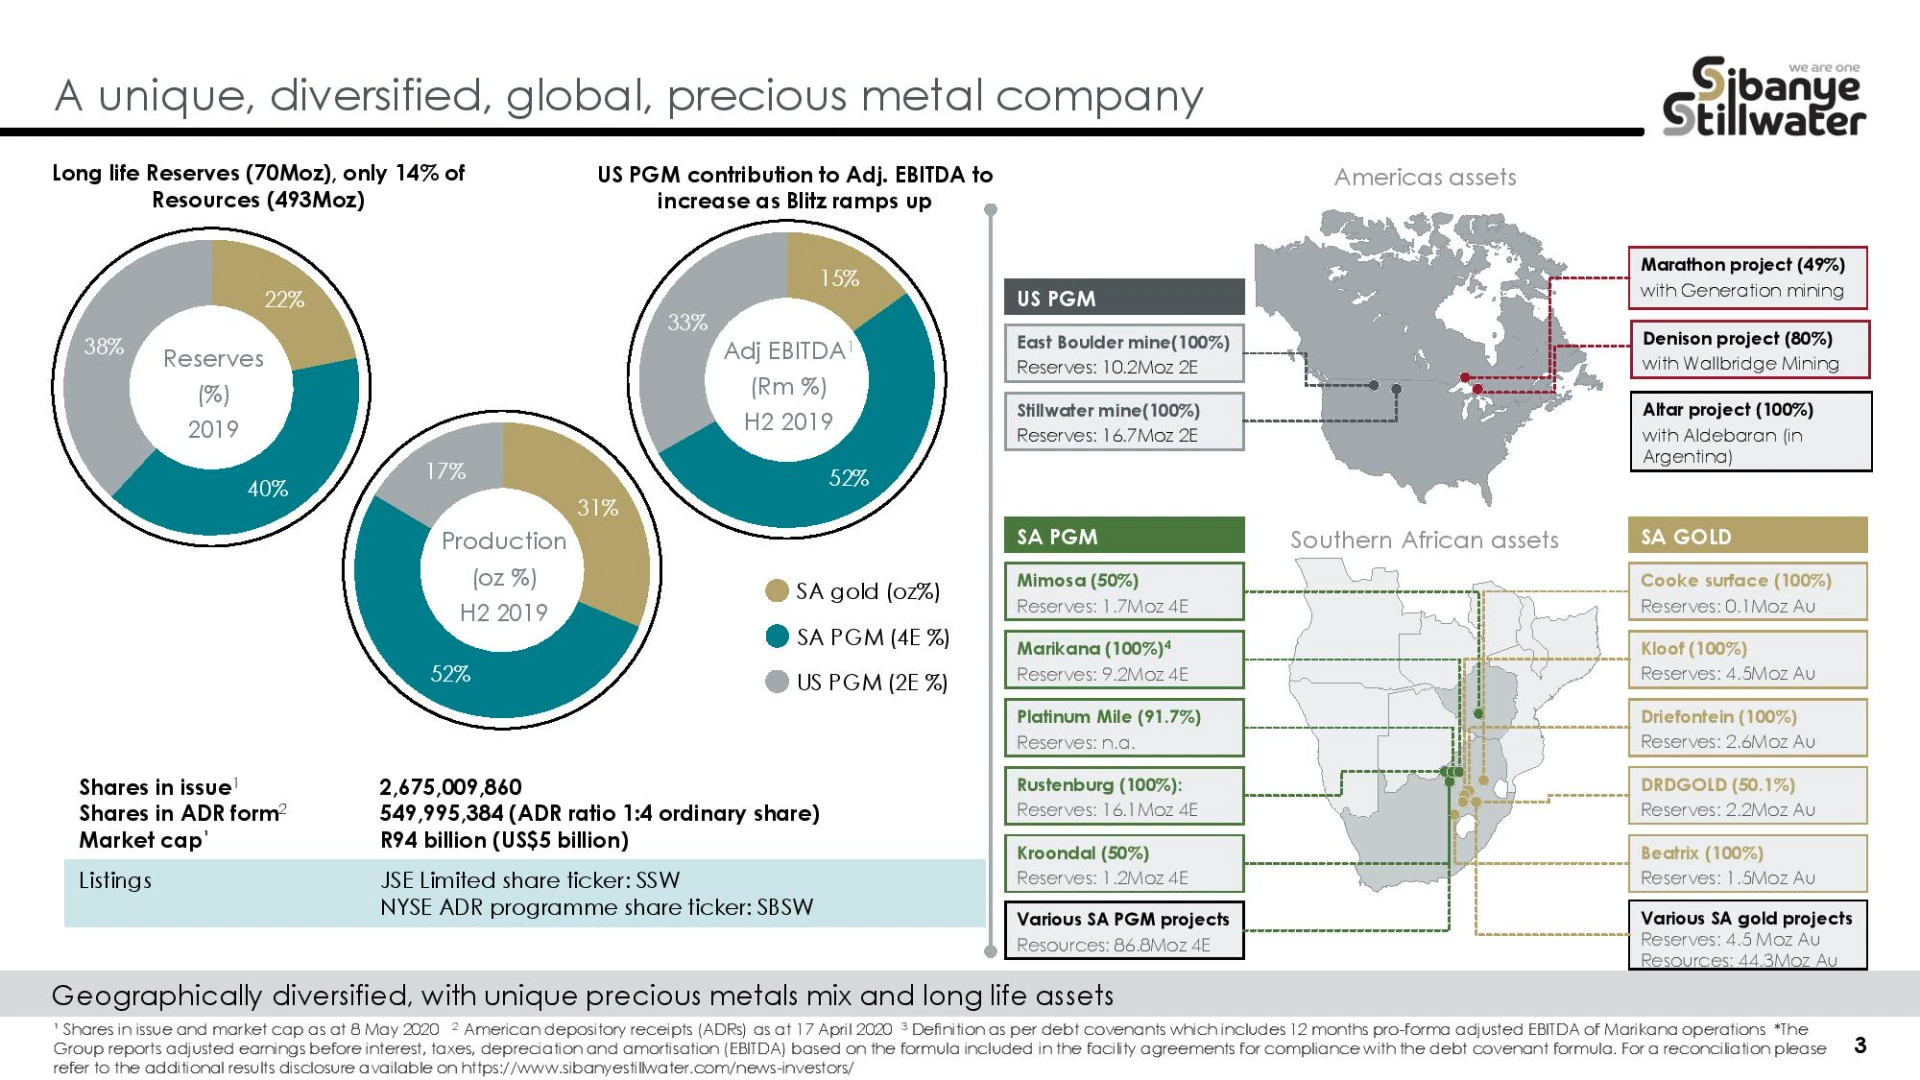 A unique, diversified, global, precious metal company
we are one
Sibanye
Stillwater
Long life Reserves (70Moz), only 14% of
Resources (493Moz)
22%
38%
40%
Reserves
(%)
2019
US PGM contribution to Adj. EBITDA to
increase as Blitz ramps up
15%
33%
52%
Adj EBITDA¹
(Rm %)
H2 2019
17%
31%
52%
Production
(oz %)
H2 2019
SA gold (oz%)
SA PGM (4E %)
US PGM (2E %)
Shares in issue¹ 2,675,009,860
Shares in ADR form² 549,995,384 (ADR ratio 1:4 ordinary share)
Market cap¹ R94 billion (US$5 billion)
Listings JSE Limited share ticker: SSW
NYSE ADR programme share ticker: SBSW
Americas assets
US PGM
East Boulder mine(100%)
Reserves: 10.2Moz 2E
Stillwater mine(100%)
Reserves: 16.7Moz 2E
Marathon project (49%)
with Generation mining
Denison project (80%)
with Wallbridge Mining
Altar project (100%)
with Aldebaran (in
Argentina)
Southern African assets
SA PGM
Mimosa (50%)
Reserves: 1.7Moz 4E
Marikana (100%)⁴
Reserves: 9.2Moz 4E
Platinum Mile (91.7%)
Reserves: n.a.
Rustenburg (100%):
Reserves: 16.1Moz 4E
Kroondal (50%)
Reserves: 1.2Moz 4E
Various SA PGM projects
Resources: 86.8Moz 4E
SA GOLD
Cooke surface (100%)
Reserves: 0.1Moz Au
Kloof (100%)
Reserves: 4.5Moz Au
Driefontein (100%)
Reserves: 2.6Moz Au
DRDGOLD (50.1%)
Reserves: 2.2Moz Au
Beatrix (100%)
Reserves: 1.5Moz Au
Various SA gold projects
Reserves: 4.5 Moz Au
Resources: 44.3Moz Au
Geographically diversified, with unique precious metals mix and long life assets
¹ Shares in issue and market cap as at 8 May 2020 ² American depository receipts (ADRs) as at 17 April 2020 ³ Definition as per debt covenants which includes 12 months pro-forma adjusted EBITDA of Marikana operations *The
Group reports adjusted earnings before interest, taxes, depreciation and amortisation (EBITDA) based on the formula included in the facility agreements for compliance with the debt covenant formula. For a reconciliation please
refer to the additional results disclosure available on https://www.sibanyestillwater.com/news-investors/
3